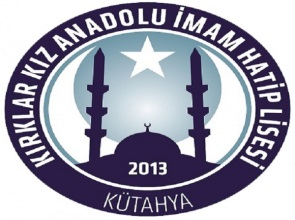 KIRKLAR KIZ ANADOLU İMAM HATİP LİSESİ
2013
KÜTAHYA